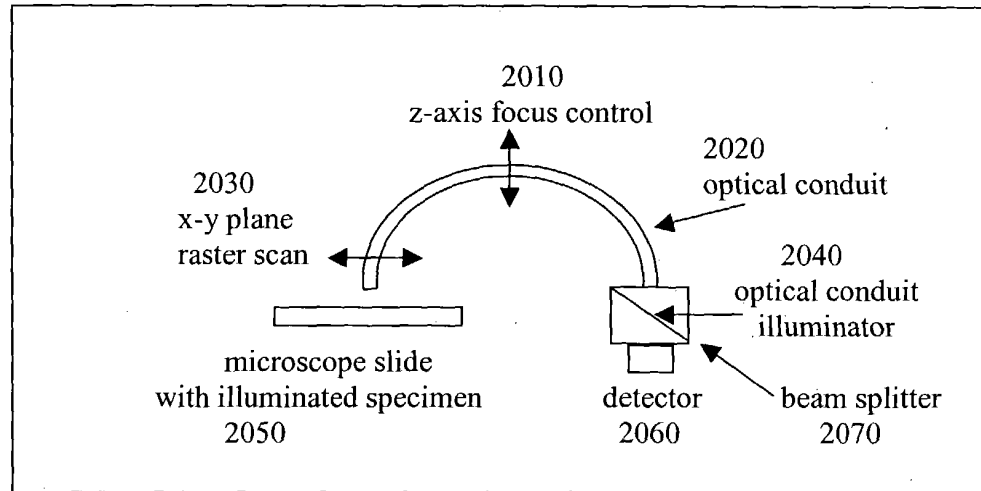 2010
z-axis focus control
2020
optical conduit
2030
x-y plane
raster scan
2040
optical conduit
illuminator
microscope slide
with illuminated specimen
2050
detector
2060
beam splitter
2070